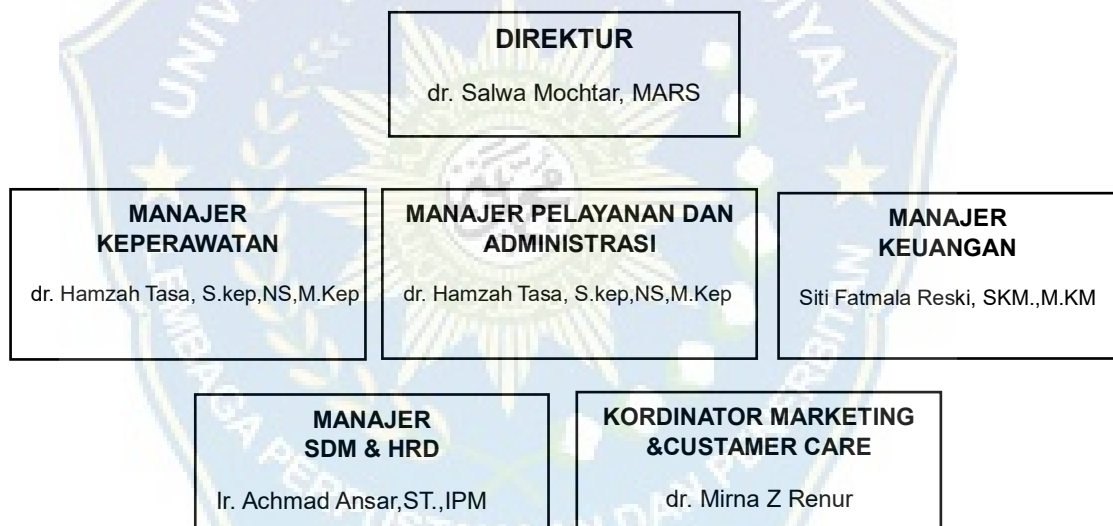 DIREKTUR
dr. Salwa Mochtar, MARS
MANAJER
KEPERAWATAN
dr. Hamzah Tasa, S.kep,NS,M.Kep
MANAJER PELAYANAN DAN
ADMINISTRASI
dr. Hamzah Tasa, S.kep,NS,M.Kep
MANAJER
KEUANGAN
Siti Fatmala Reski, SKM.,M.KM
MANAJER
SDM & HRD
Ir. Achmad Ansar,ST.,IPM
KORDINATOR MARKETING
&CUSTAMER CARE
dr. Mirna Z Renur